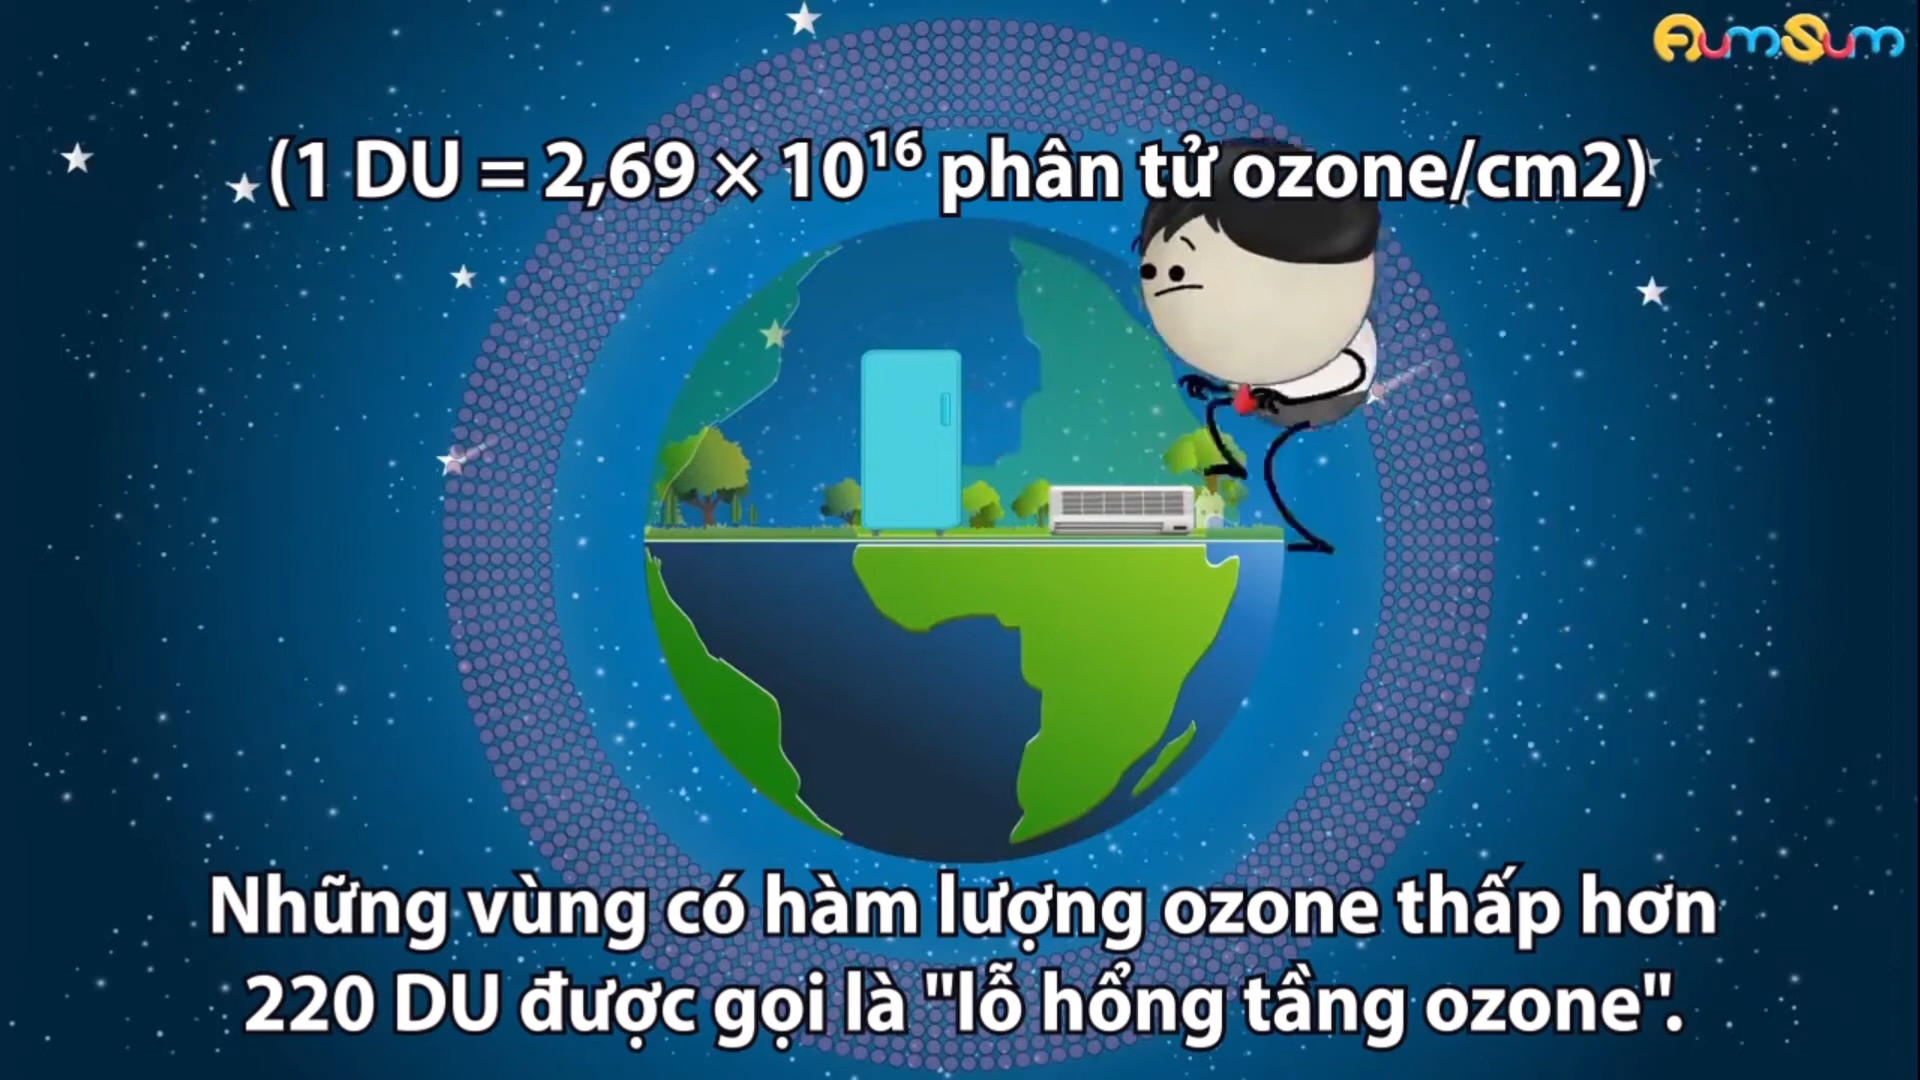 AumSum
(1 DU = 2,69 × 10¹⁶ phân tử ozone/cm2)
Những vùng có hàm lượng ozone thấp hơn
220 DU được gọi là "lỗ hổng tầng ozone".